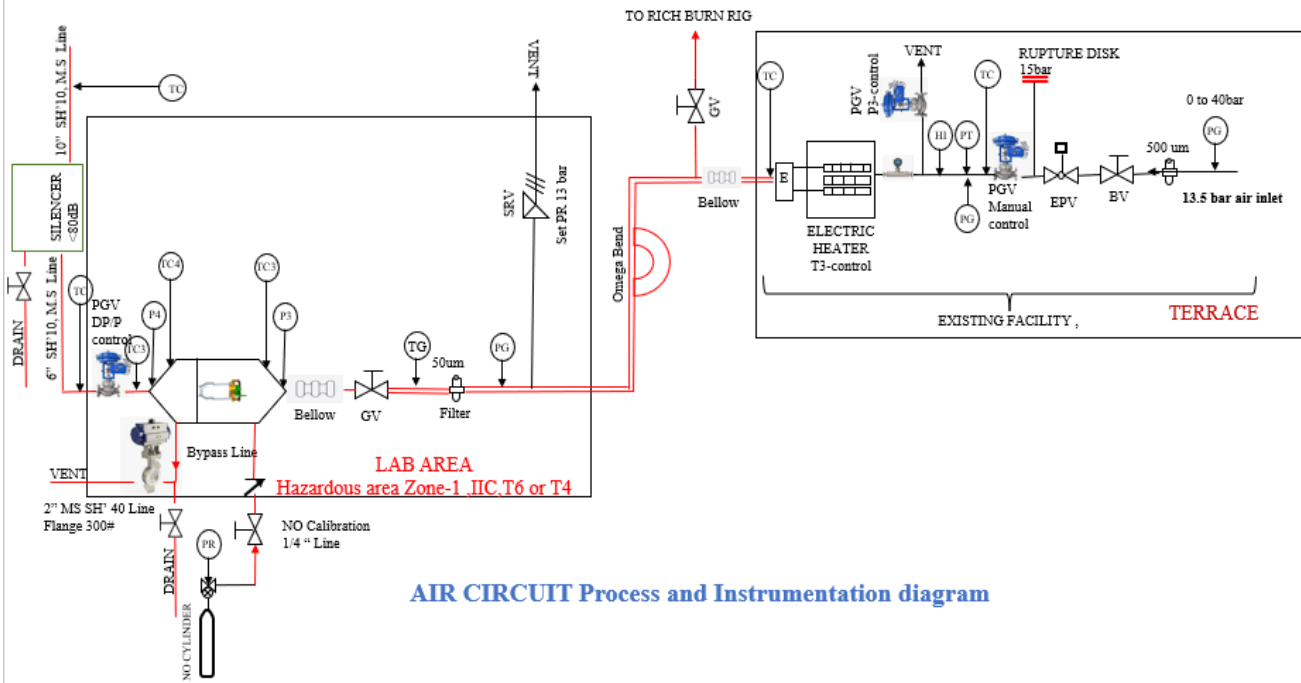 TO RICH BURN RIG
10" SH'10, M.S Line
TC
VENT
GV
TC
PGV
P3-control
VENT
TC
RUPTURE DISK
15bar
0 to 40bar
PG
500 um
HI
PT
E
SILENCER
<80dB
SRV
Set PR 13 bar
Bellow
PG
PGV
Manual
control
EPV
BV
13.5 bar air inlet
ELECTRIC
HEATER
T3-control
Omega Bend
DRAIN
6" SH'10, M.S Line
TC
PGV
DP/P
control
TC3
P4
TC4
TC3
P3
EXISTING FACILITY ,
TERRACE
TG
50um
PG
Bellow
GV
Filter
Bypass Line
VENT
LAB AREA
Hazardous area Zone-1 ,IIC,T6 or T4
2" MS SH' 40 Line
Flange 300#
NO Calibration
1/4 " Line
DRAIN
PR
NO CYLINDER
AIR CIRCUIT Process and Instrumentation diagram